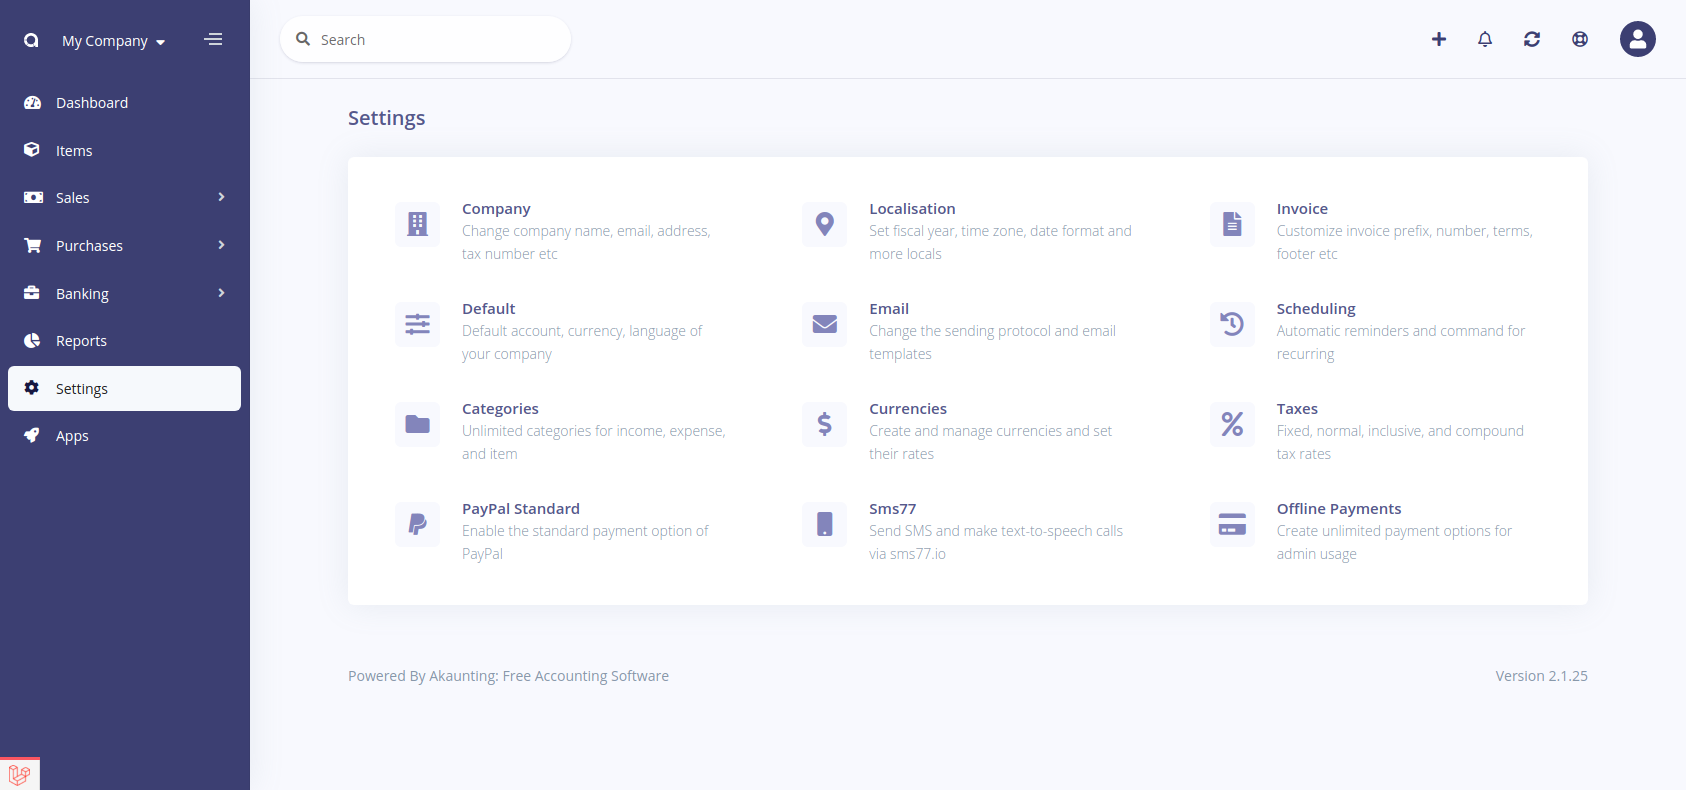 My Company
Search
Dashboard
Items
Sales
Purchases
Banking
Reports
Settings
Apps
Settings
Company
Change company name, email, address,
tax number etc
Localisation
Set fiscal year, time zone, date format and
more locals
Invoice
Customize invoice prefix, number, terms,
footer etc
Default
Default account, currency, language of
your company
Email
Change the sending protocol and email
templates
Scheduling
Automatic reminders and command for
recurring
Categories
Unlimited categories for income, expense,
and item
Currencies
Create and manage currencies and set
their rates
Taxes
Fixed, normal, inclusive, and compound
tax rates
PayPal Standard
Enable the standard payment option of
PayPal
Sms77
Send SMS and make text-to-speech calls
via sms77.io
Offline Payments
Create unlimited payment options for
admin usage
Powered By Akaunting: Free Accounting Software
Version 2.1.25